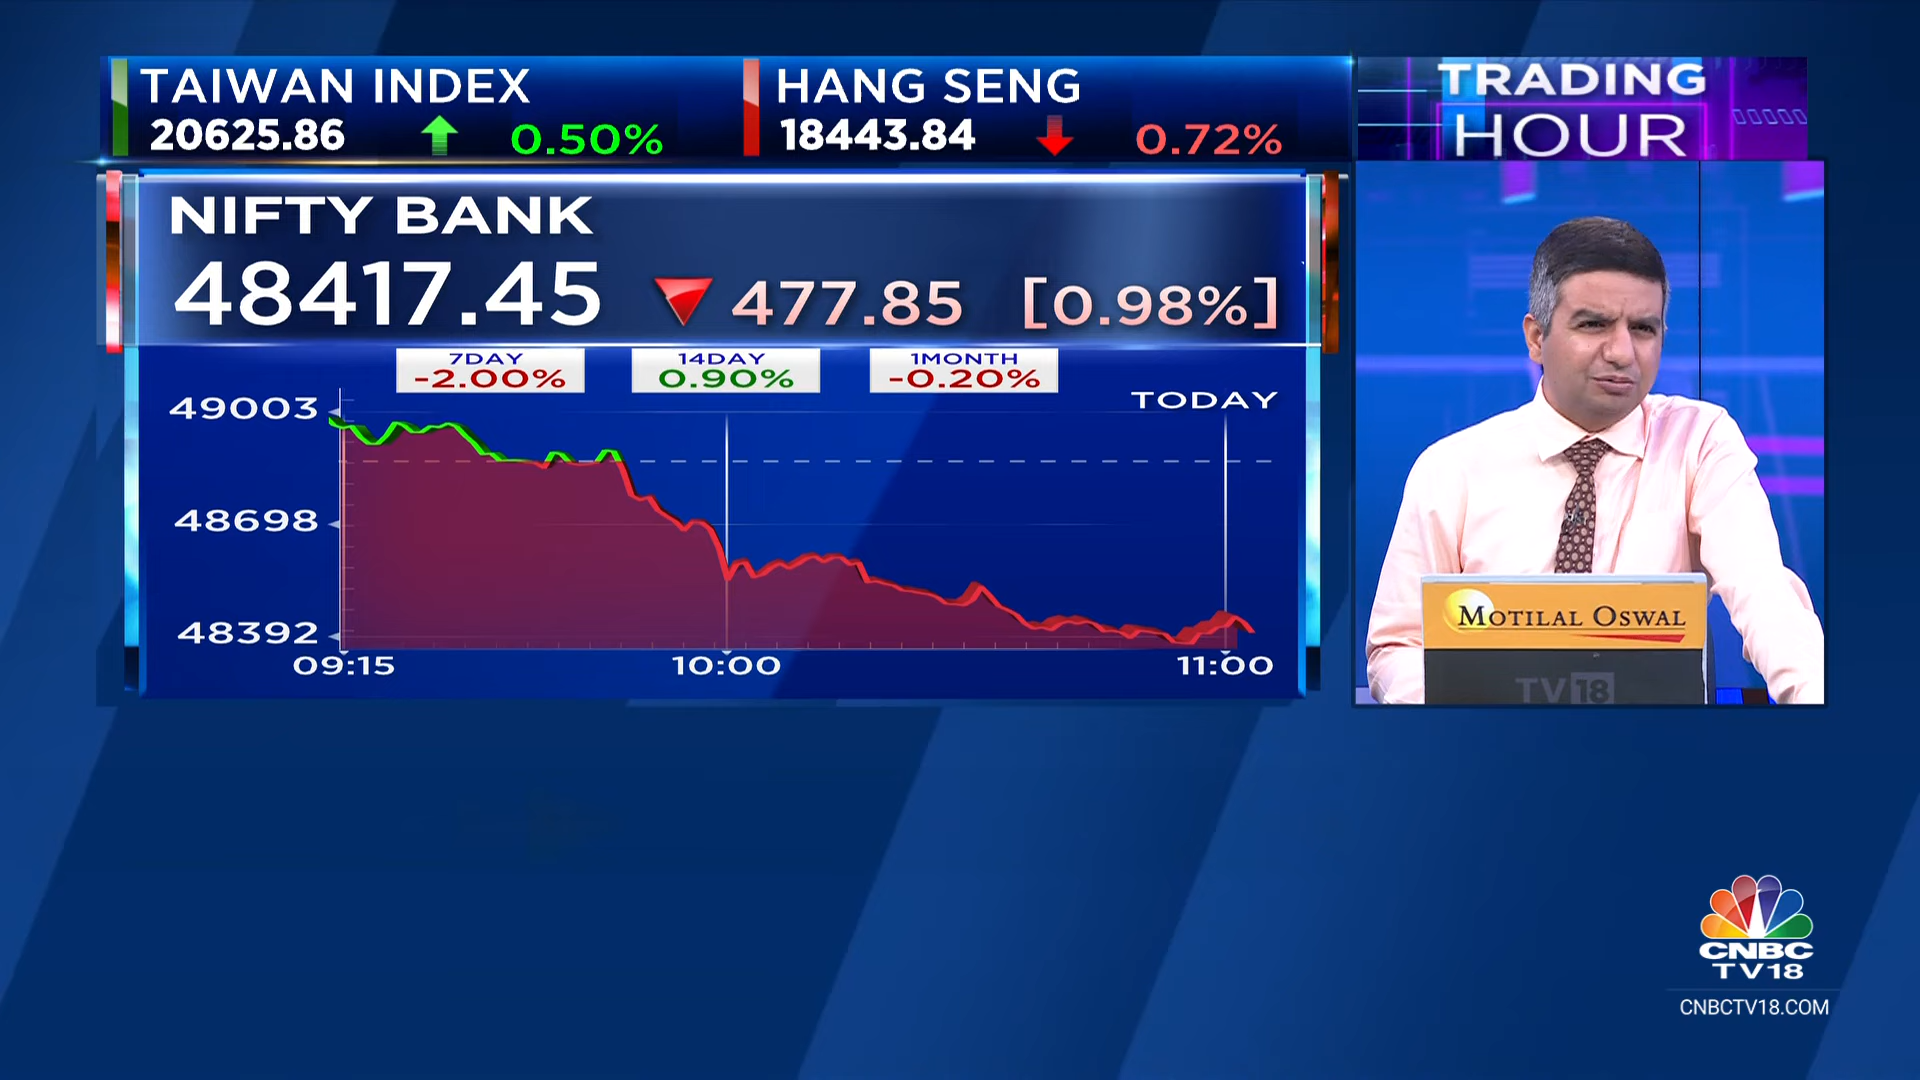 TAIWAN INDEX
20625.86 0.50%
HANG SENG
18443.84 0.72%
TRADING
HOUR
NIFTY BANK
48417.45 477.85 [0.98%]
7DAY
-2.00%
14DAY
0.90%
1MONTH
-0.20%
TODAY
49003
48698
48392
09:15 10:00 11:00
MOTILAL OSWAL
TV18
CNBC
TV18
CNBCTV18.COM